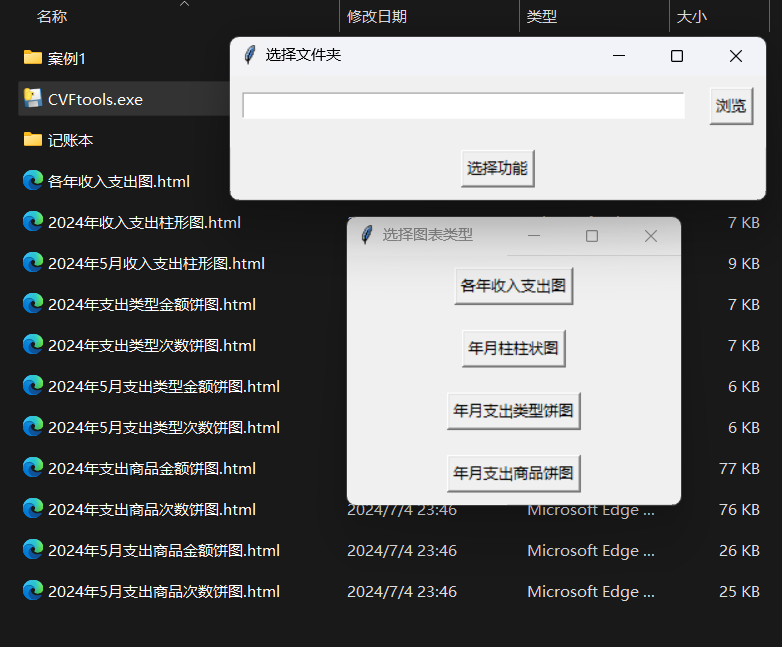 名称 修改日期 类型 大小
案例1
CVFtools.exe
记账本
各年收入支出图.html
2024年收入支出柱形图.html 7 KB
2024年5月收入支出柱形图.html 9 KB
2024年支出类型金额饼图.html 7 KB
2024年支出类型次数饼图.html 7 KB
2024年5月支出类型金额饼图.html 6 KB
2024年5月支出类型次数饼图.html 6 KB
2024年支出商品金额饼图.html 77 KB
2024年支出商品次数饼图.html 2024/7/4 23:46 Microsoft Edge ... 76 KB
2024年5月支出商品金额饼图.html 2024/7/4 23:46 Microsoft Edge ... 26 KB
2024年5月支出商品次数饼图.html 2024/7/4 23:46 Microsoft Edge ... 25 KB
选择文件夹
浏览
选择功能
选择图表类型
各年收入支出图
年月柱柱状图
年月支出类型饼图
年月支出商品饼图